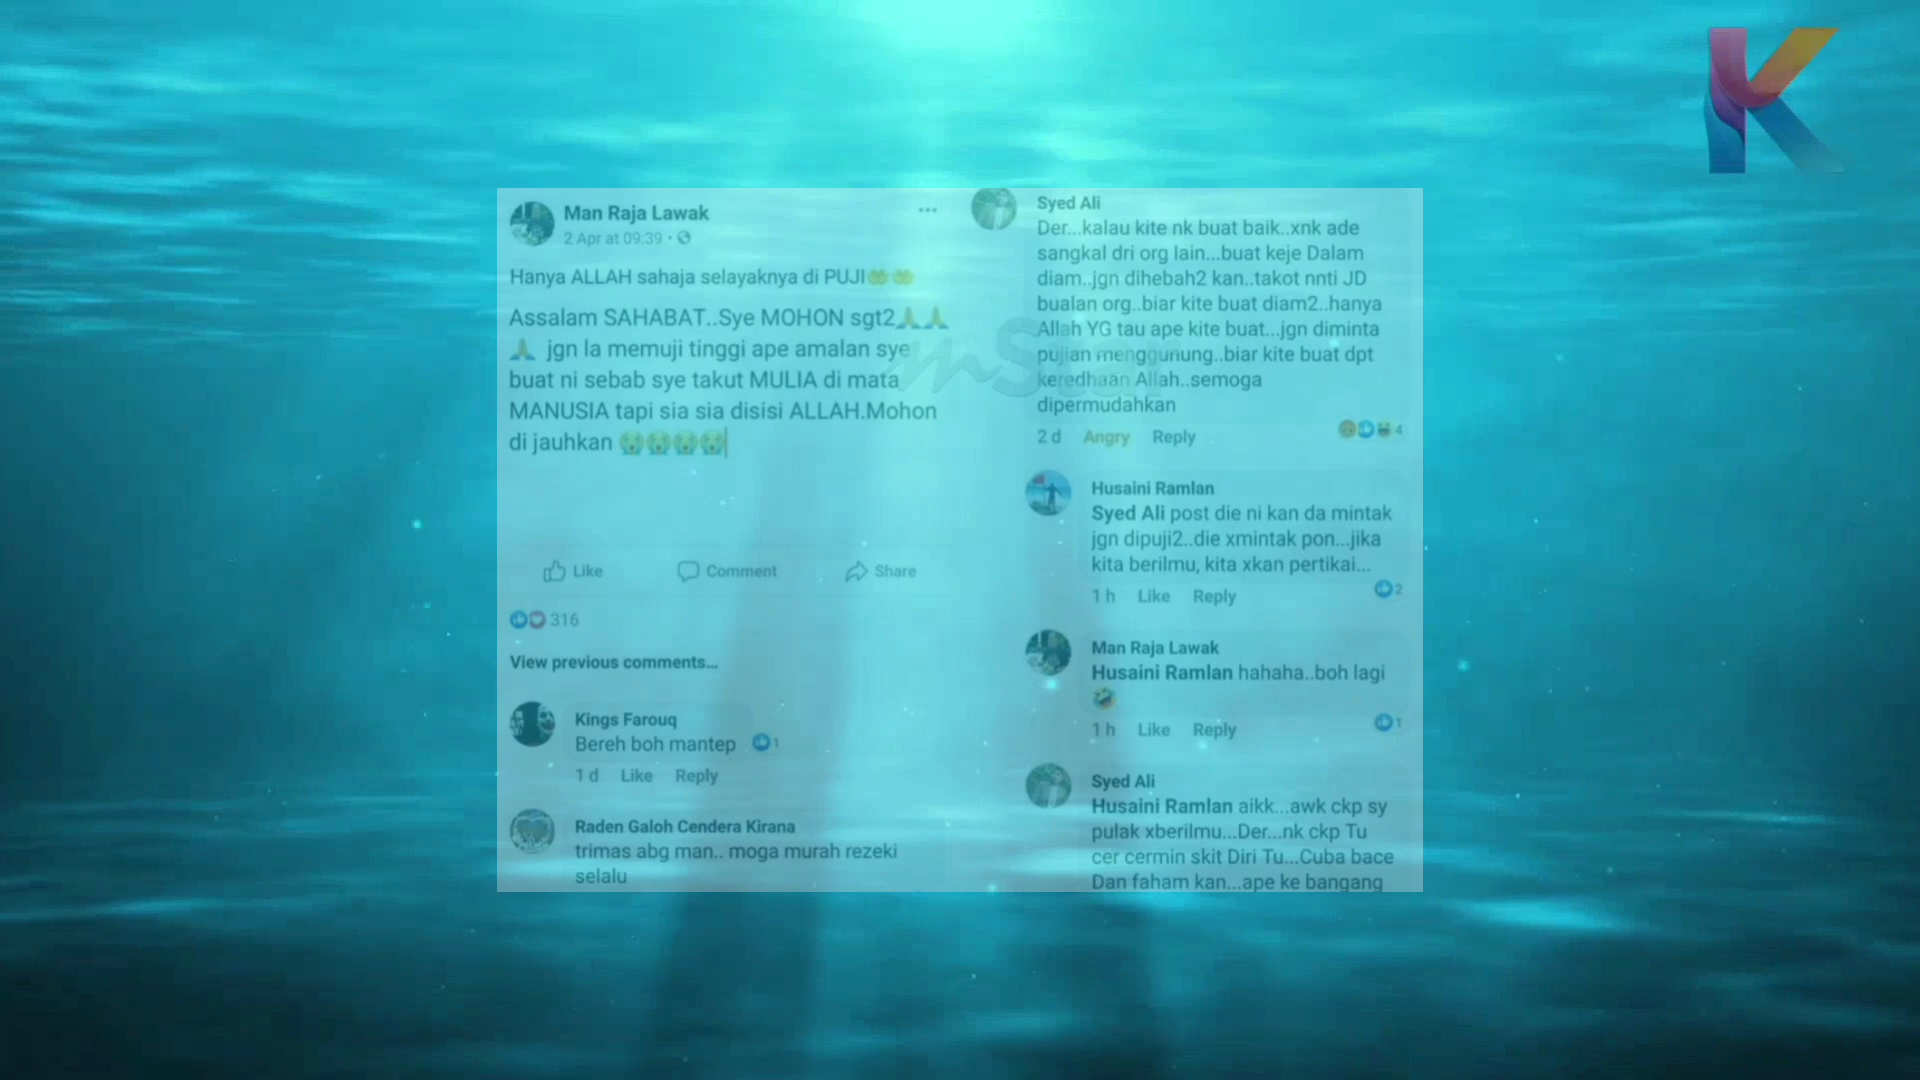 Man Raja Lawak
2 Apr at 09:39
Hanya ALLAH sahaja selayaknya di PUJI🤲🤲
Assalam SAHABAT..Sye MOHON sgt2🙏🙏
🙏 jgn la memuji tinggi ape amalan sye
buat ni sebab sye takut MULIA di mata
MANUSIA tapi sia sia disisi ALLAH.Mohon
di jauhkan 😭😭😭😭
Like Comment Share
316
View previous comments...
Kings Farouq
Bereh boh mantep 1
1 d Like Reply
Raden Galoh Cendera Kirana
trimas abg man.. moga murah rezeki
selalu
Syed Ali
Der...kalau kite nk buat baik..xnk ade
sangkal dri org lain...buat keje Dalam
diam..jgn dihebah2 kan..takot nnti JD
bualan org..biar kite buat diam2..hanya
Allah YG tau ape kite buat...jgn diminta
pujian menggunung..biar kite buat dpt
keredhaan Allah..semoga
dipermudahkan
2 d Angry Reply 4
Husaini Ramlan
Syed Ali post die ni kan da mintak
jgn dipuji2..die xmintak pon...jika
kita berilmu, kita xkan pertikai...
1 h Like Reply 2
Man Raja Lawak
Husaini Ramlan hahaha..boh lagi
🤣
1 h Like Reply 1
Syed Ali
Husaini Ramlan aikk...awk ckp sy
pulak xberilmu...Der...nk ckp Tu
cer cermin skit Diri Tu...Cuba bace
Dan faham kan...ape ke bangang
mStar
K